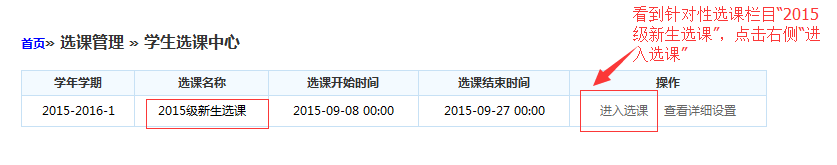 看到针对性选课栏目“2015
级新生选课”，点击右侧“进
入选课”
首页» 选课管理 » 学生选课中心
学年学期 选课名称 选课开始时间 选课结束时间 操作
2015-2016-1 2015级新生选课 2015-09-08 00:00 2015-09-27 00:00 进入选课 查看详细设置